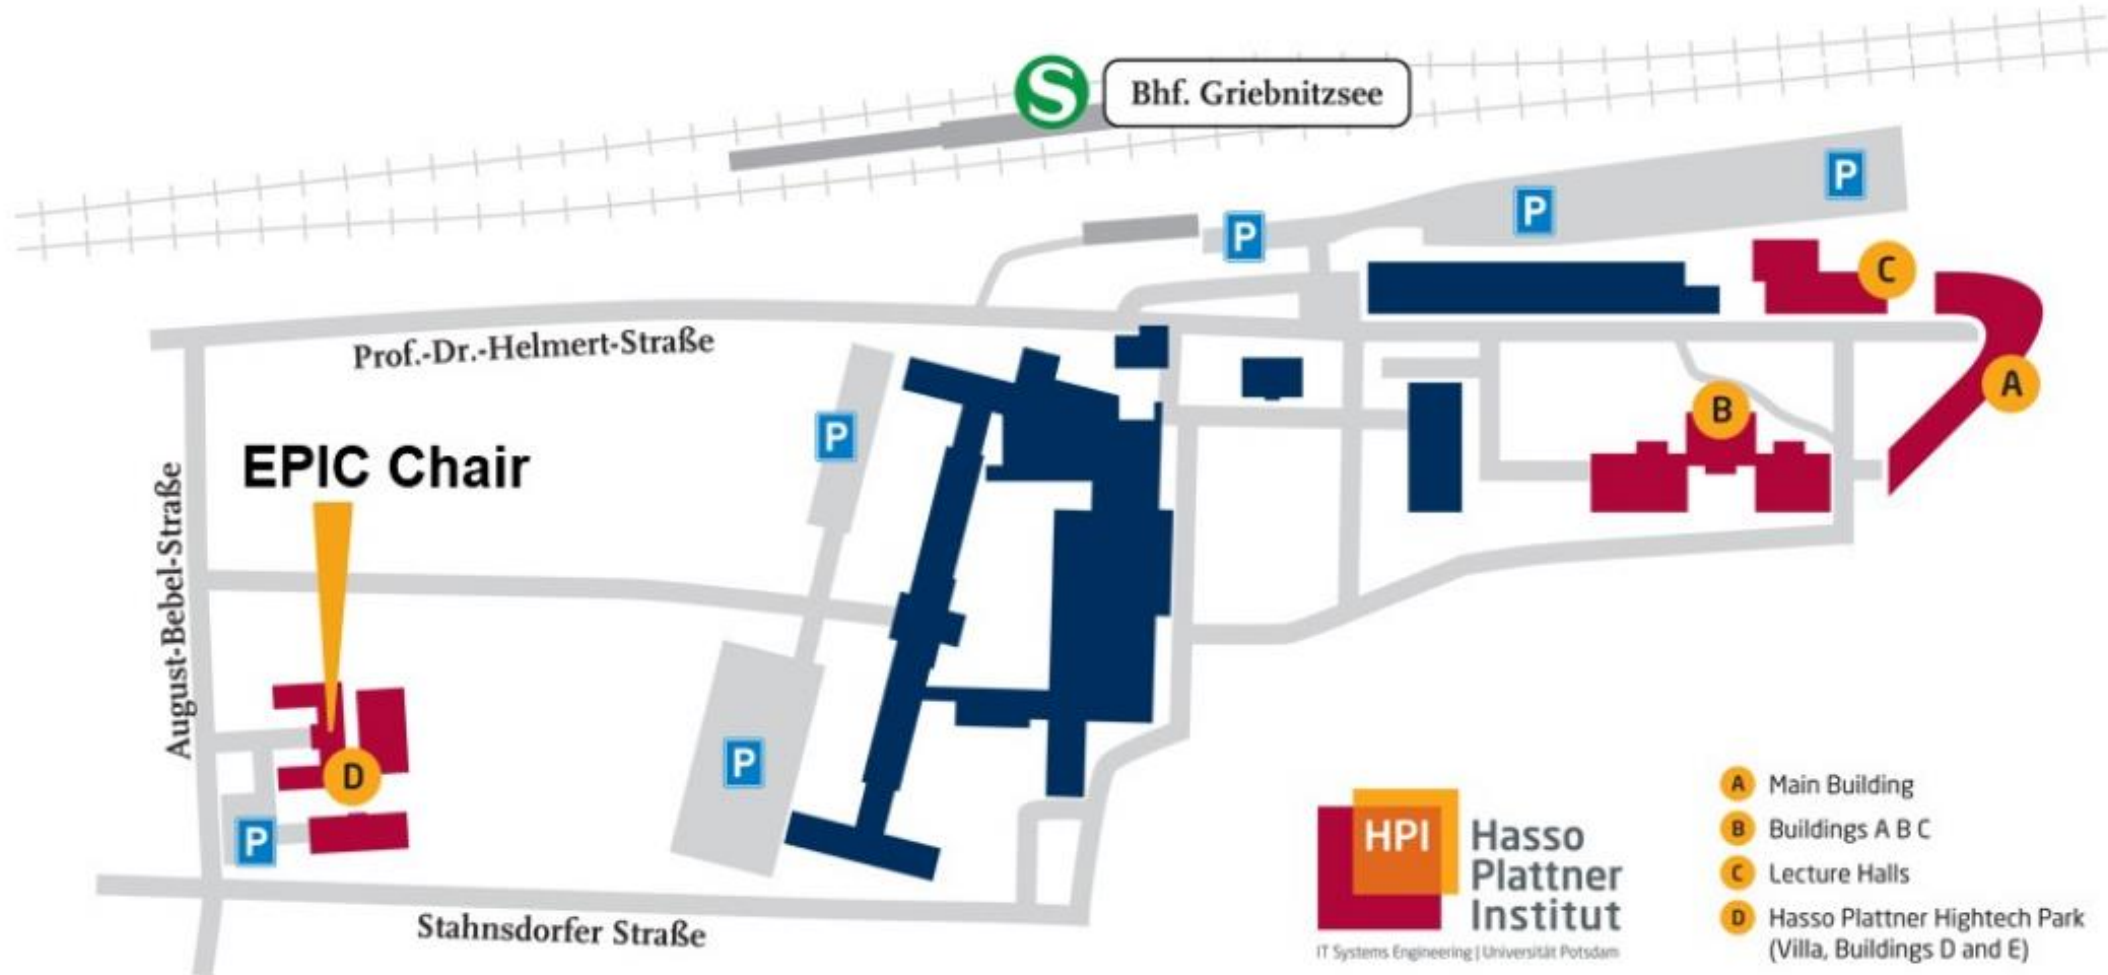 S
Bhf. Griebnitzsee
P
P
P
C
A
B
Prof.-Dr.-Helmert-Straße
P
EPIC Chair
August-Bebel-Straße
P
D
P
Stahnsdorfer Straße
HPI
Hasso
Plattner
Institut
IT Systems Engineering | Universität Potsdam
A Main Building
B Buildings A B C
C Lecture Halls
D Hasso Plattner Hightech Park
(Villa, Buildings D and E)